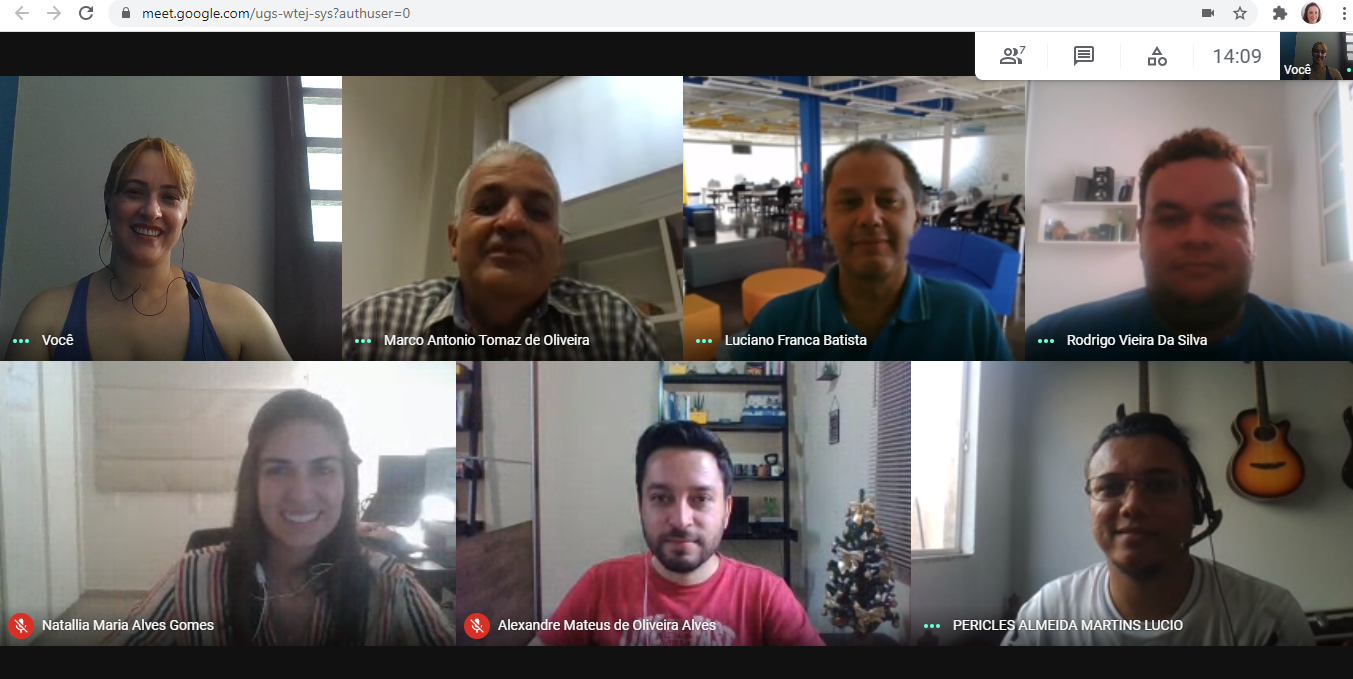 meet.google.com/ugs-wtej-sys?authuser=0
7
14:09
Você
Você
Marco Antonio Tomaz de Oliveira
Luciano Franca Batista
Rodrigo Vieira Da Silva
Natallia Maria Alves Gomes
Alexandre Mateus de Oliveira Alves
PERICLES ALMEIDA MARTINS LUCIO